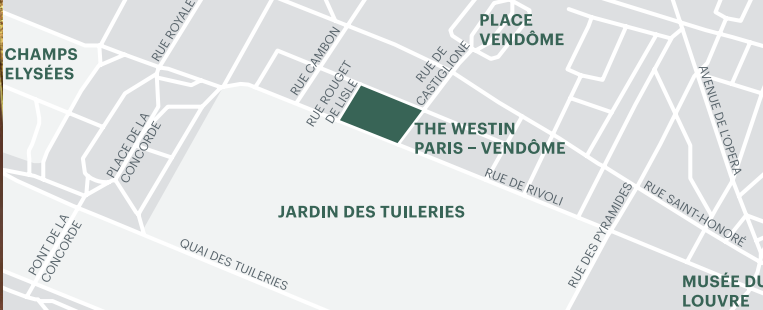 PLACE
VENDÔME
CHAMPS
ELYSÉES
RUE ROYALE
RUE CAMBON
RUE ROUGET
DE LISLE
RUE DE
CASTIGLIONE
AVENUE DE L'OPERA
PLACE DE LA
CONCORDE
THE WESTIN
PARIS – VENDÔME
RUE DE RIVOLI
RUE SAINT-HONORÉ
JARDIN DES TUILERIES
RUE DES PYRAMIDES
PONT DE LA
CONCORDE
QUAI DES TUILERIES
MUSÉE DU
LOUVRE